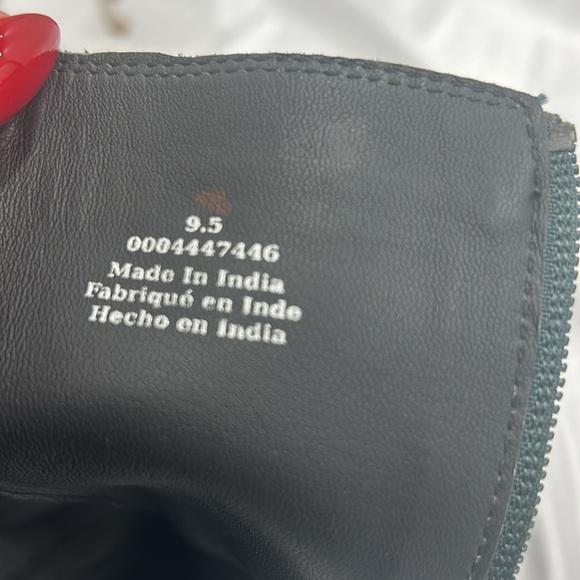 9.5
0004447446
Made In India
Fabriqué en Inde
Hecho en India